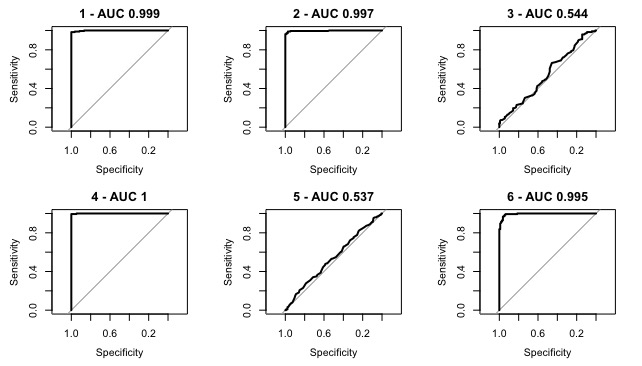 1 - AUC 0.999
Sensitivity
0.0 0.4 0.8
1.0 0.6 0.2
Specificity
2 - AUC 0.997
Sensitivity
0.0 0.4 0.8
1.0 0.6 0.2
Specificity
3 - AUC 0.544
Sensitivity
0.0 0.4 0.8
1.0 0.6 0.2
Specificity
4 - AUC 1
Sensitivity
0.0 0.4 0.8
1.0 0.6 0.2
Specificity
5 - AUC 0.537
Sensitivity
0.0 0.4 0.8
1.0 0.6 0.2
Specificity
6 - AUC 0.995
Sensitivity
0.0 0.4 0.8
1.0 0.6 0.2
Specificity